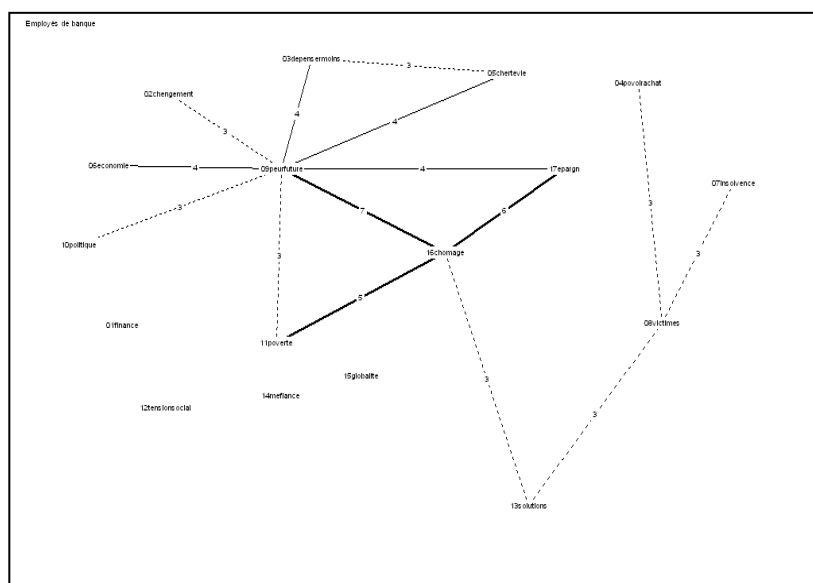 Employés de banque
03depensermoins
3
05chertevie
04povoirachat
02chengement
4
3
4
06economie
4
09peurfuture
4
17epargn
07insolvence
3
7
6
3
10politique
3
16chomage
3
5
01finance
08victimes
11poverte
15globalite
3
14mefiance
12tensionsocial
3
13solutions